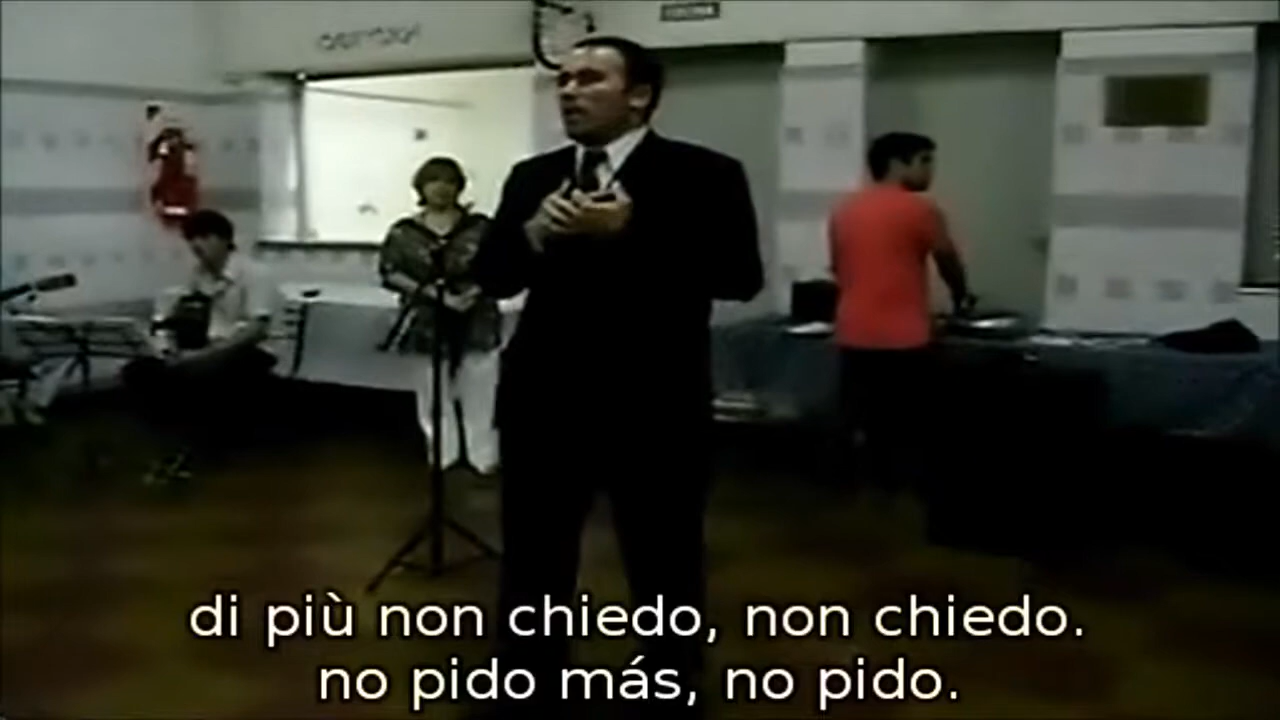 di più non chiedo, non chiedo.
no pido más, no pido.